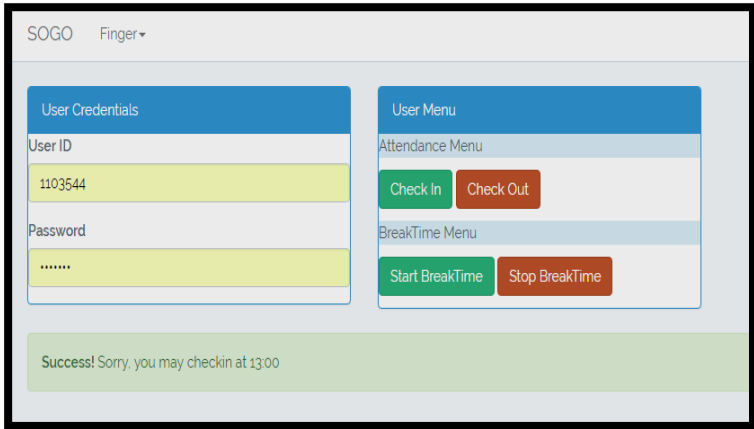 SOGO Finger
User Credentials
User ID
1103544
Password
•••••••
User Menu
Attendance Menu
Check In Check Out
BreakTime Menu
Start BreakTime Stop BreakTime
Success! Sorry, you may checkin at 13:00